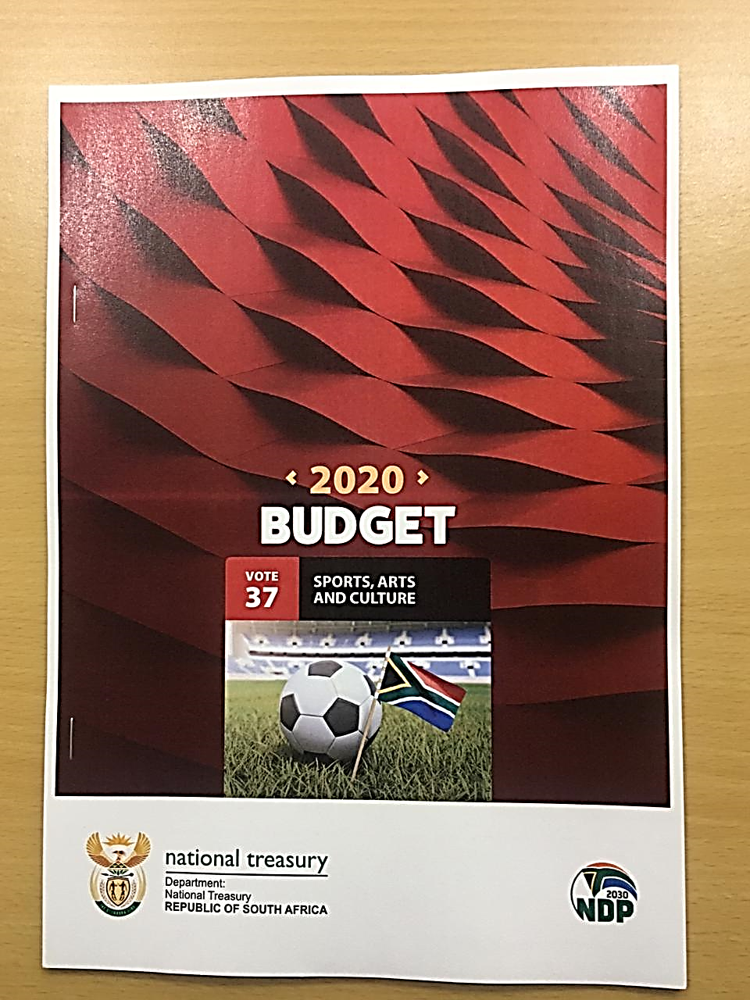 2020
BUDGET
VOTE
37
SPORTS, ARTS
AND CULTURE
national treasury
Department:
National Treasury
REPUBLIC OF SOUTH AFRICA
2030
NDP